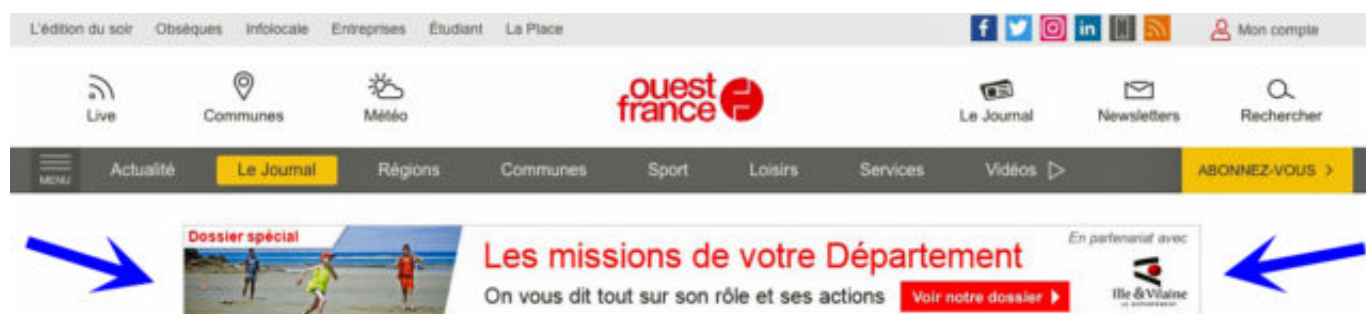 L'édition du soir Obsèques Infolocale Entreprises Étudiant La Place
Mon compte
Live Communes Météo
ouest
france
Le Journal Newsletters Rechercher
MENU Actualité Le Journal Régions Communes Sport Loisirs Services Vidéos ABONNEZ-VOUS >
Dossier spécial
Les missions de votre Département
On vous dit tout sur son rôle et ses actions Voir notre dossier
En partenariat avec
Ille & Vilaine
LE DÉPARTEMENT